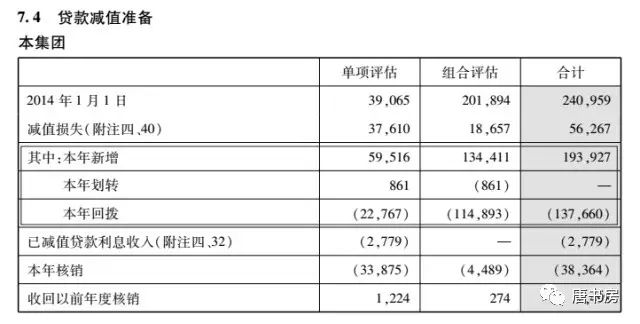 7.4 贷款减值准备
本集团
单项评估 组合评估 合计
2014年1月1日 39,065 201,894 240,959
减值损失(附注四、40) 37,610 18,657 56,267
其中:本年新增 59,516 134,411 193,927
本年划转 861 (861) —
本年回拨 (22,767) (114,893) (137,660)
已减值贷款利息收入(附注四、32) (2,779) — (2,779)
本年核销 (33,875) (4,489) (38,364)
收回以前年度核销 1,224 274
唐书房